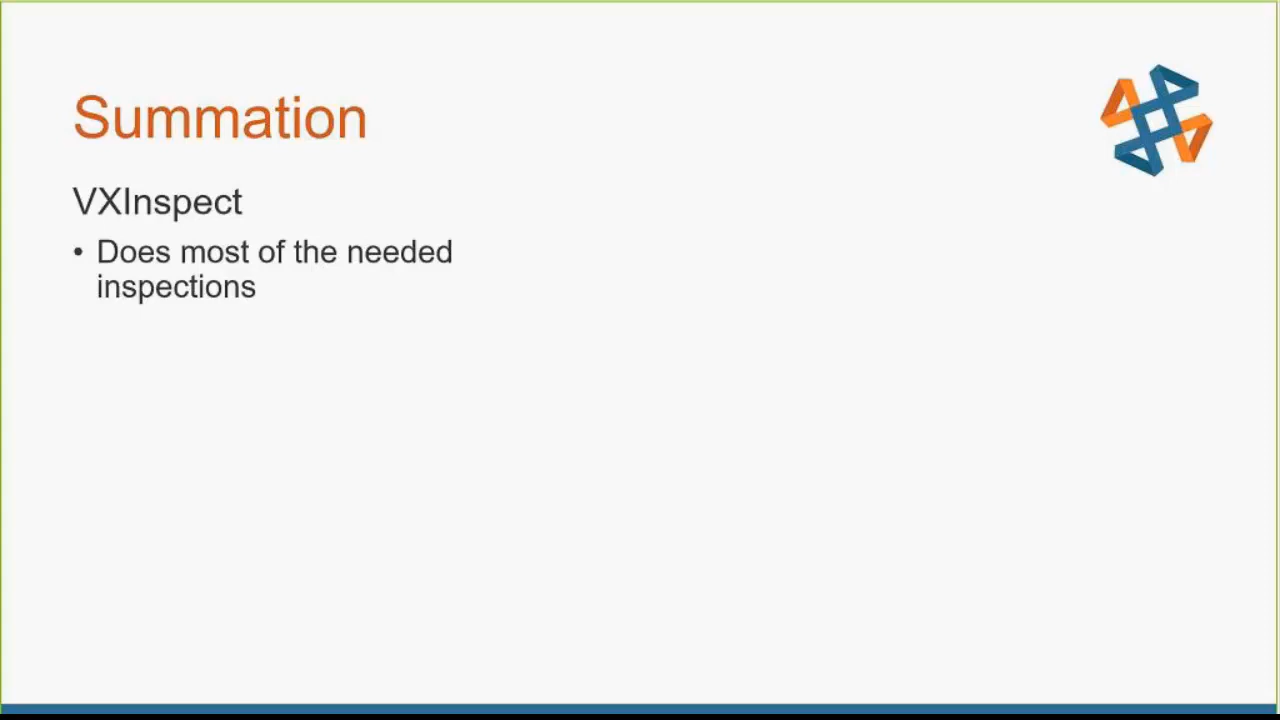 Summation
VXInspect
• Does most of the needed
inspections